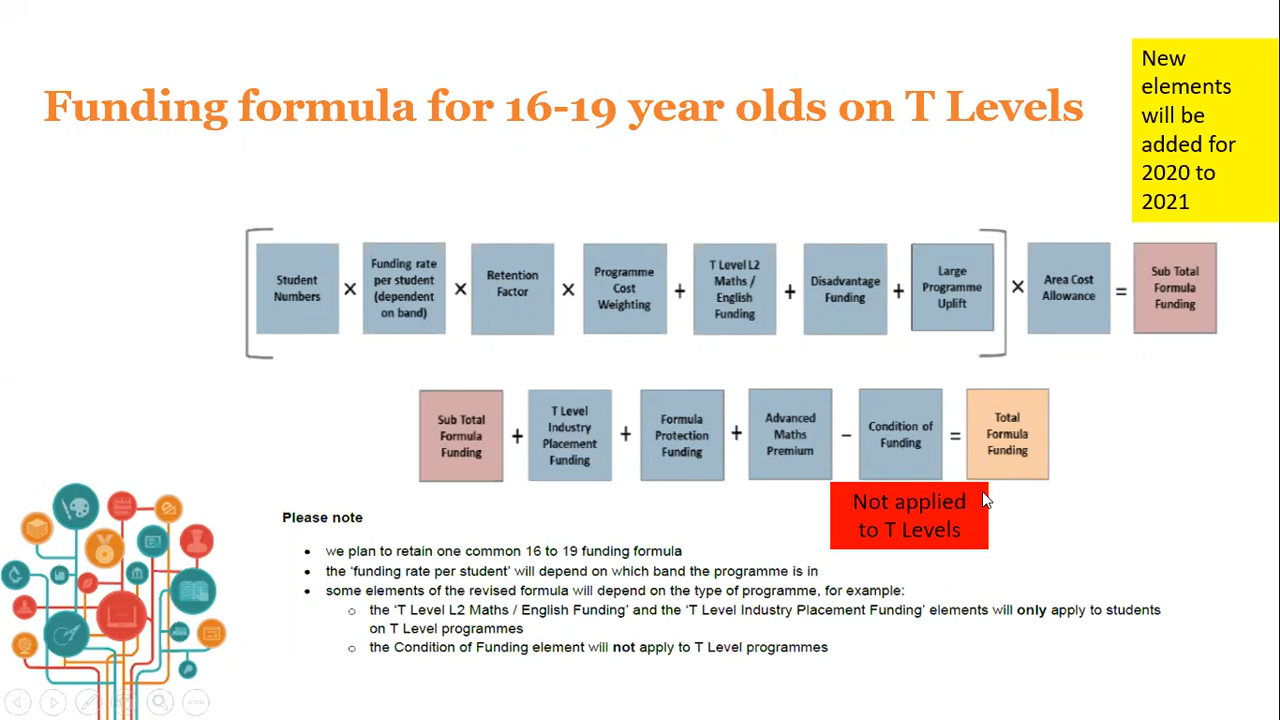 Funding formula for 16-19 year olds on T Levels
New
elements
will be
added for
2020 to
2021
Student
Numbers
×
Funding rate
per student
(dependent
on band)
×
Retention
Factor
×
Programme
Cost
Weighting
+
T Level L2
Maths /
English
Funding
+
Disadvantage
Funding
+
Large
Programme
Uplift
×
Area Cost
Allowance
=
Sub Total
Formula
Funding
Sub Total
Formula
Funding
+
T Level
Industry
Placement
Funding
+
Formula
Protection
Funding
+
Advanced
Maths
Premium
−
Condition of
Funding
=
Total
Formula
Funding
Not applied
to T Levels
Please note
• we plan to retain one common 16 to 19 funding formula
• the ‘funding rate per student’ will depend on which band the programme is in
• some elements of the revised formula will depend on the type of programme, for example:
o the ‘T Level L2 Maths / English Funding’ and the ‘T Level Industry Placement Funding’ elements will only apply to students
on T Level programmes
o the Condition of Funding element will not apply to T Level programmes